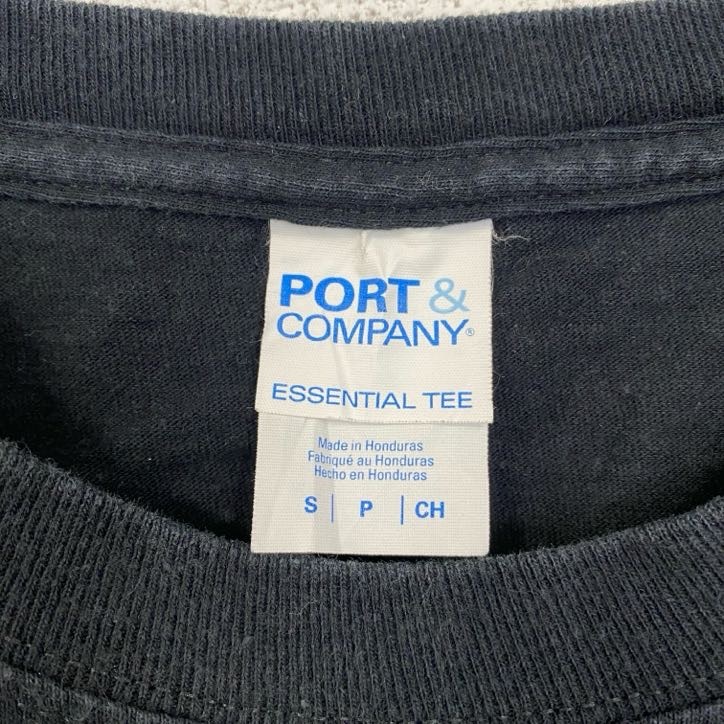 PORT &
COMPANY®
ESSENTIAL TEE
Made in Honduras
Fabriqué au Honduras
Hecho en Honduras
S | P | CH